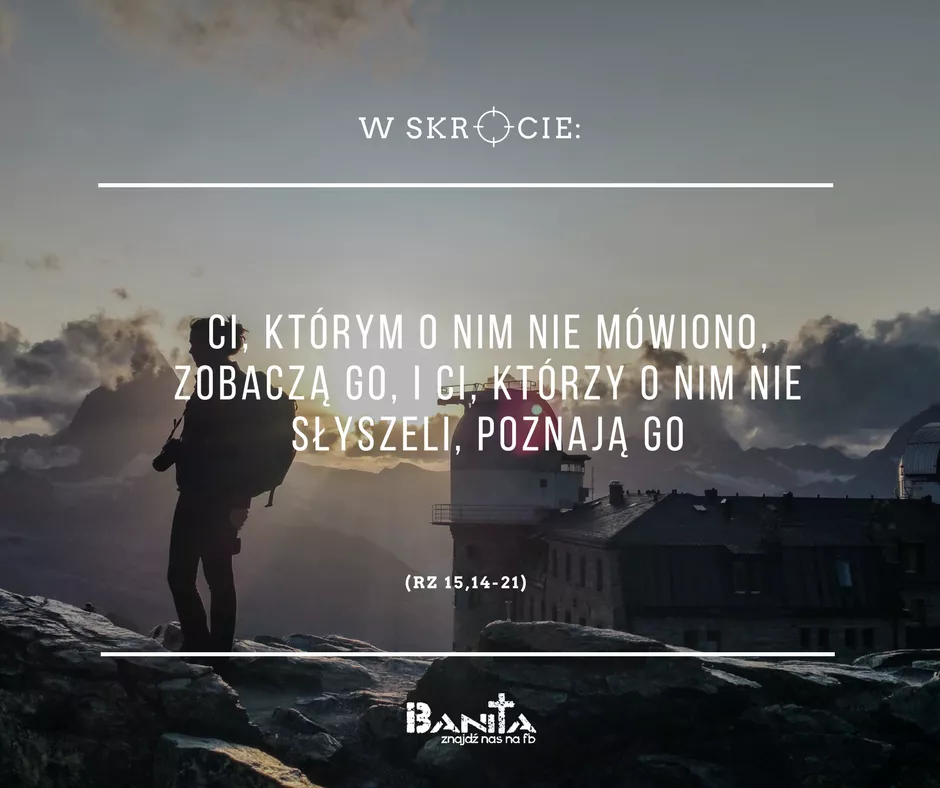 W SKRÓCIE:
CI, KTÓRYM O NIM NIE MÓWIONO,
ZOBACZĄ GO, I CI, KTÓRZY O NIM NIE
SŁYSZELI, POZNAJĄ GO
(RZ 15,14-21)
BANITA
znajdź nas na fb